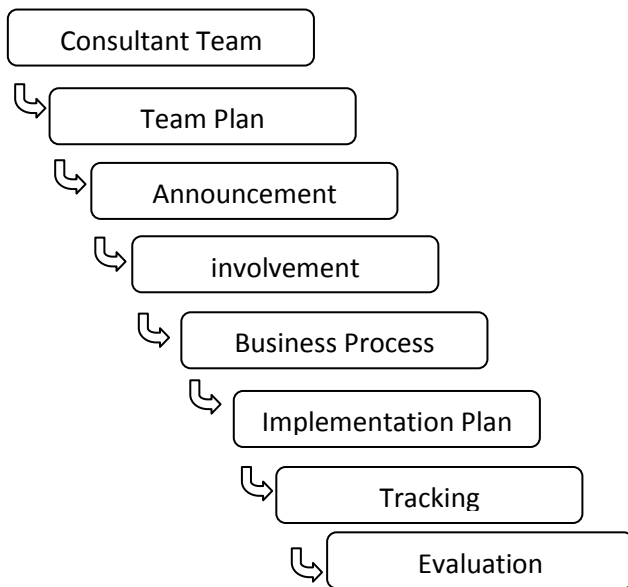 Consultant Team
Team Plan
Announcement
involvement
Business Process
Implementation Plan
Tracking
Evaluation